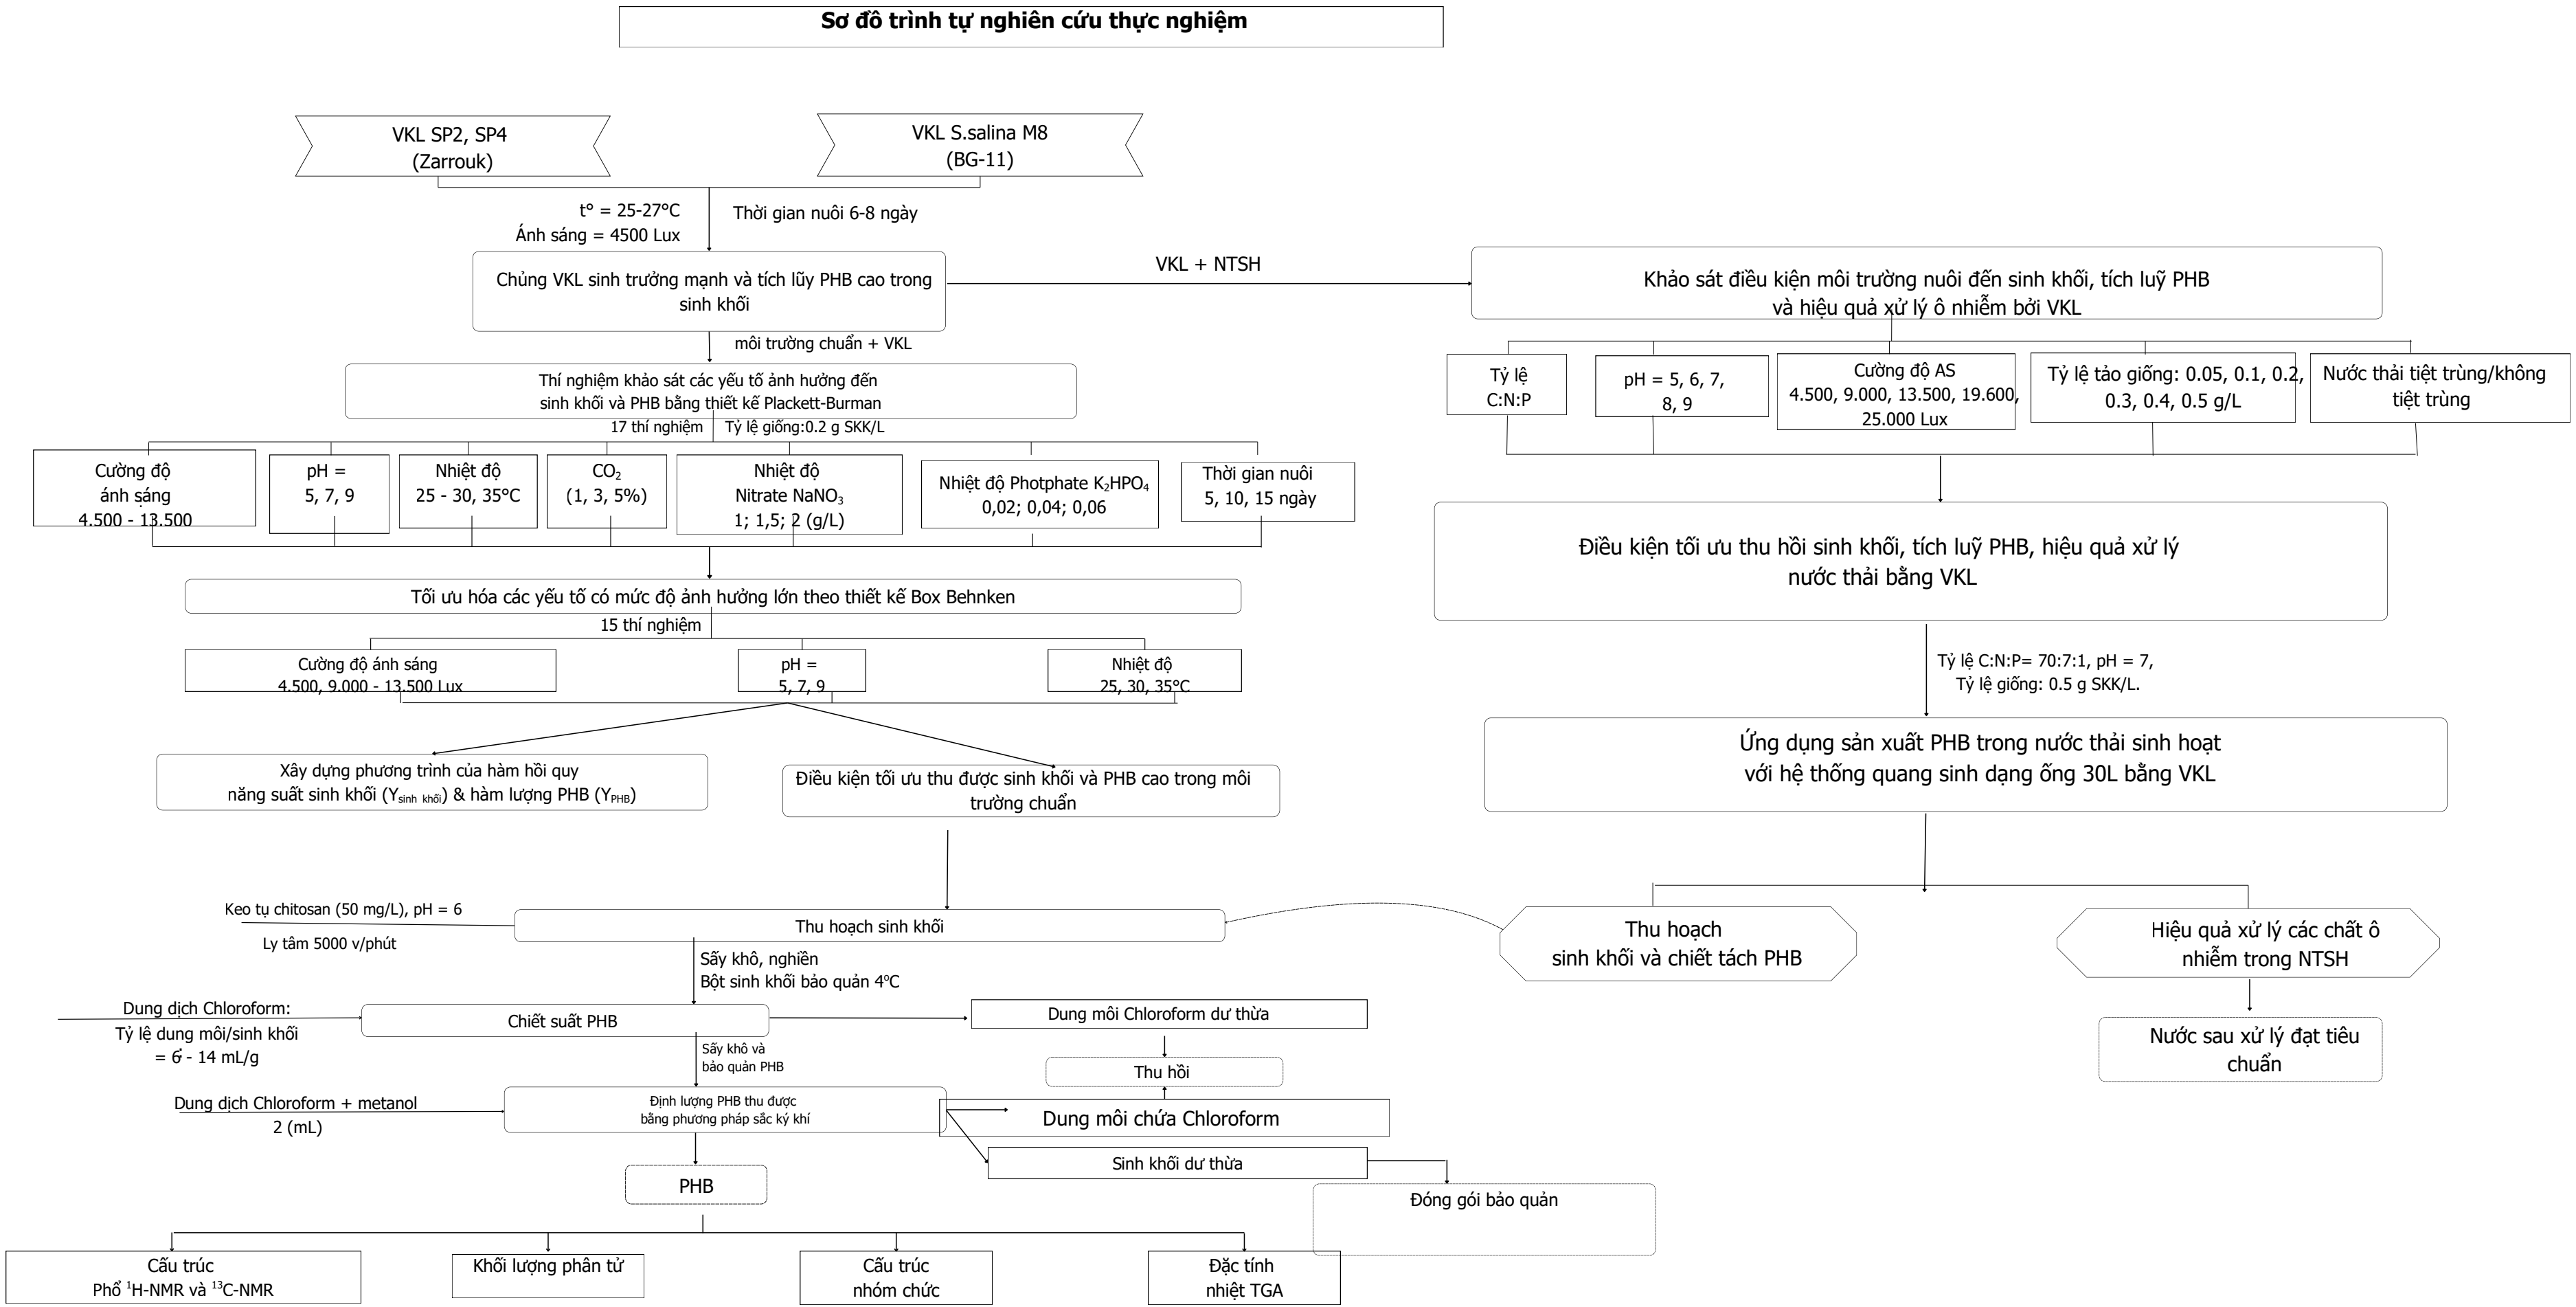 Sơ đồ trình tự nghiên cứu thực nghiệm
VKL SP2, SP4
(Zarrouk)
VKL S.salina M8
(BG-11)
t° = 25-27°C
Ánh sáng = 4500 Lux
Thời gian nuôi 6-8 ngày
Chủng VKL sinh trưởng mạnh và tích lũy PHB cao trong
sinh khối
VKL + NTSH
Khảo sát điều kiện môi trường nuôi đến sinh khối, tích luỹ PHB
và hiệu quả xử lý ô nhiễm bởi VKL
môi trường chuẩn + VKL
Thí nghiệm khảo sát các yếu tố ảnh hưởng đến
sinh khối và PHB bằng thiết kế Plackett-Burman
17 thí nghiệm
Tỷ lệ giống:0.2 g SKK/L
Tỷ lệ
C:N:P
pH = 5, 6, 7,
8, 9
Cường độ AS
4.500, 9.000, 13.500, 19.600,
25.000 Lux
Tỷ lệ tảo giống: 0.05, 0.1, 0.2,
0.3, 0.4, 0.5 g/L
Nước thải tiệt trùng/không
tiệt trùng
Cường độ
ánh sáng
4.500 - 13.500
pH =
5, 7, 9
Nhiệt độ
25 - 30, 35°C
CO₂
(1, 3, 5%)
Nhiệt độ
Nitrate NaNO₃
1; 1,5; 2 (g/L)
Nhiệt độ Photphate K₂HPO₄
0,02; 0,04; 0,06
Thời gian nuôi
5, 10, 15 ngày
Điều kiện tối ưu thu hồi sinh khối, tích luỹ PHB, hiệu quả xử lý
nước thải bằng VKL
Tối ưu hóa các yếu tố có mức độ ảnh hưởng lớn theo thiết kế Box Behnken
15 thí nghiệm
Cường độ ánh sáng
4.500, 9.000 - 13.500 Lux
pH =
5, 7, 9
Nhiệt độ
25, 30, 35°C
Tỷ lệ C:N:P= 70:7:1, pH = 7,
Tỷ lệ giống: 0.5 g SKK/L.
Ứng dụng sản xuất PHB trong nước thải sinh hoạt
với hệ thống quang sinh dạng ống 30L bằng VKL
Xây dựng phương trình của hàm hồi quy
năng suất sinh khối (Y sinh khối) & hàm lượng PHB (Y PHB)
Điều kiện tối ưu thu được sinh khối và PHB cao trong môi
trường chuẩn
Keo tụ chitosan (50 mg/L), pH = 6
Ly tâm 5000 v/phút
Thu hoạch sinh khối
Thu hoạch
sinh khối và chiết tách PHB
Hiệu quả xử lý các chất ô
nhiễm trong NTSH
Sấy khô, nghiền
Bột sinh khối bảo quản 4°C
Dung dịch Chloroform:
Tỷ lệ dung môi/sinh khối
= 6 - 14 mL/g
Chiết suất PHB
Dung môi Chloroform dư thừa
Nước sau xử lý đạt tiêu
chuẩn
Sấy khô và
bảo quản PHB
Thu hồi
Dung dịch Chloroform + metanol
2 (mL)
Định lượng PHB thu được
bằng phương pháp sắc ký khí
Dung môi chứa Chloroform
Sinh khối dư thừa
PHB
Đóng gói bảo quản
Cấu trúc
Phổ ¹H-NMR và ¹³C-NMR
Khối lượng phân tử
Cấu trúc
nhóm chức
Đặc tính
nhiệt TGA